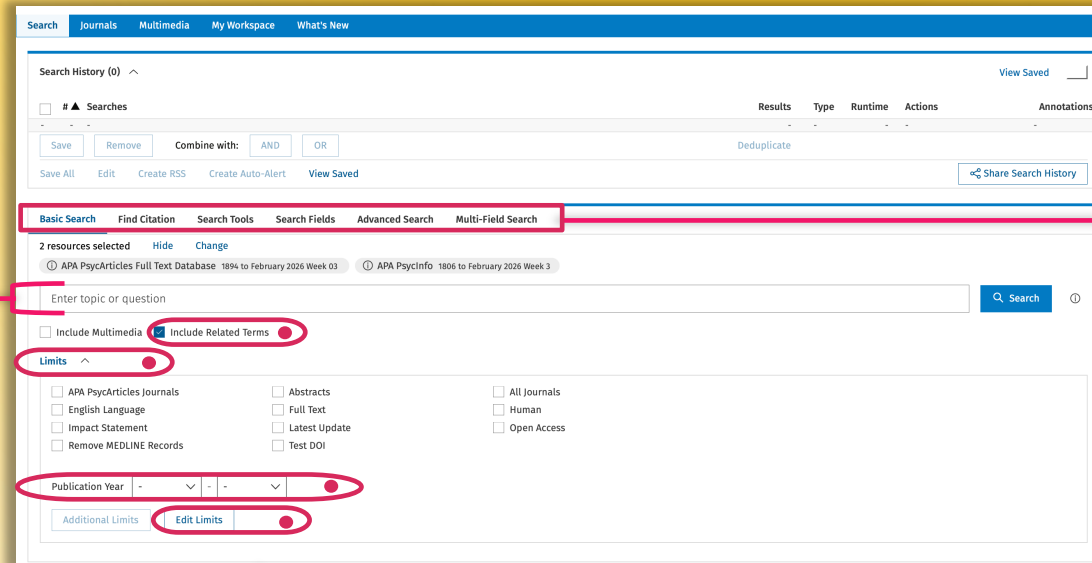 Search Journals Multimedia My Workspace What's New
Search History (0)
View Saved
# ▲ Searches Results Type Runtime Actions Annotations
- - - - - - - -
Save Remove Combine with: AND OR Deduplicate
Save All Edit Create RSS Create Auto-Alert View Saved Share Search History
Basic Search Find Citation Search Tools Search Fields Advanced Search Multi-Field Search
2 resources selected Hide Change
APA PsycArticles Full Text Database 1894 to February 2026 Week 03 APA PsycInfo 1806 to February 2026 Week 3
Enter topic or question Search
Include Multimedia Include Related Terms
Limits
APA PsycArticles Journals Abstracts All Journals
English Language Full Text Human
Impact Statement Latest Update Open Access
Remove MEDLINE Records Test DOI
Publication Year - - -
Additional Limits Edit Limits